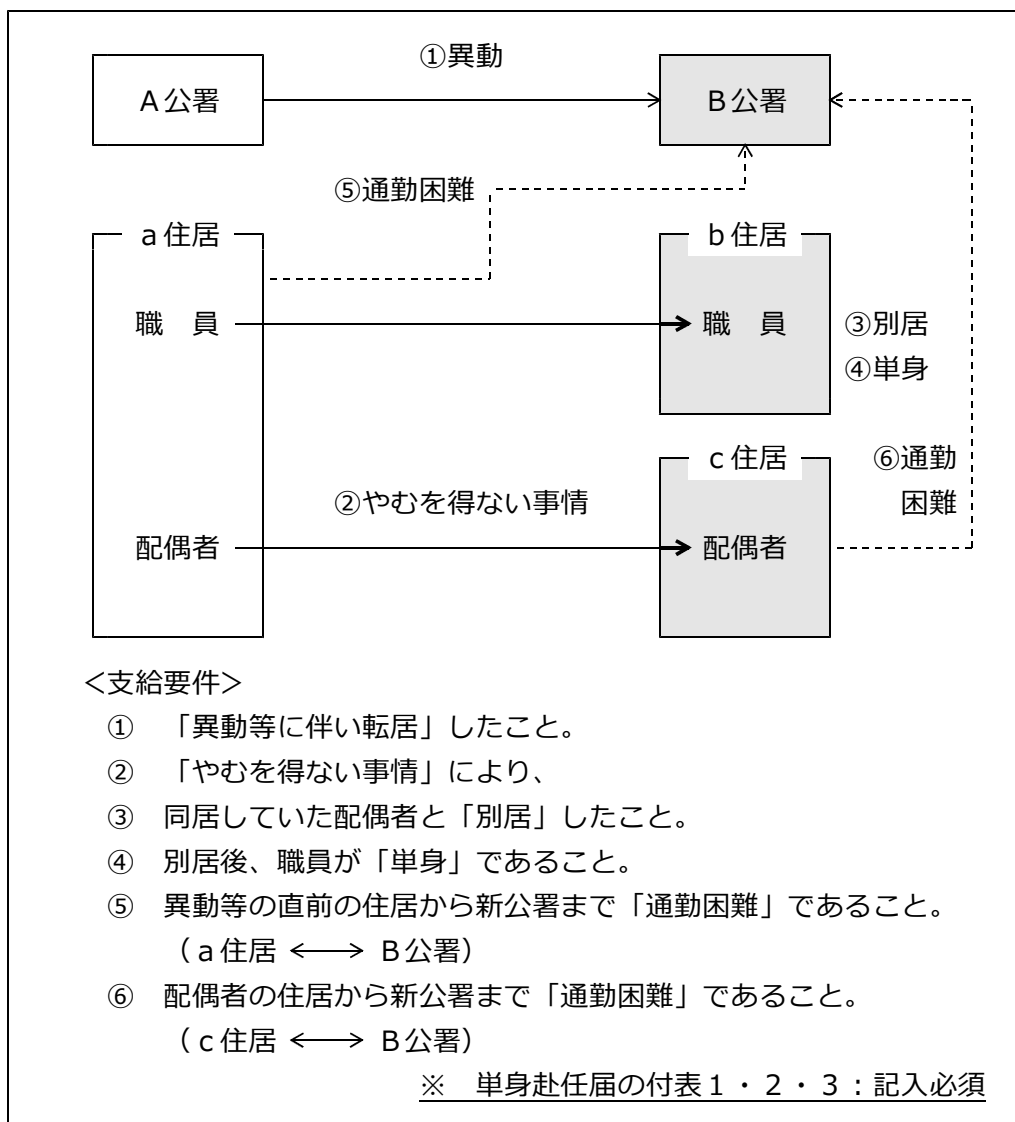 ①異動
A公署
B公署
⑤通勤困難
a住居
b住居
職　員
職　員
③別居
④単身
c住居
⑥通勤
困難
②やむを得ない事情
配偶者
配偶者
＜支給要件＞
①　「異動等に伴い転居」したこと。
②　「やむを得ない事情」により、
③　同居していた配偶者と「別居」したこと。
④　別居後、職員が「単身」であること。
⑤　異動等の直前の住居から新公署まで「通勤困難」であること。
（a住居 ←→ B公署）
⑥　配偶者の住居から新公署まで「通勤困難」であること。
（c住居 ←→ B公署）
※　単身赴任届の付表１・２・３：記入必須